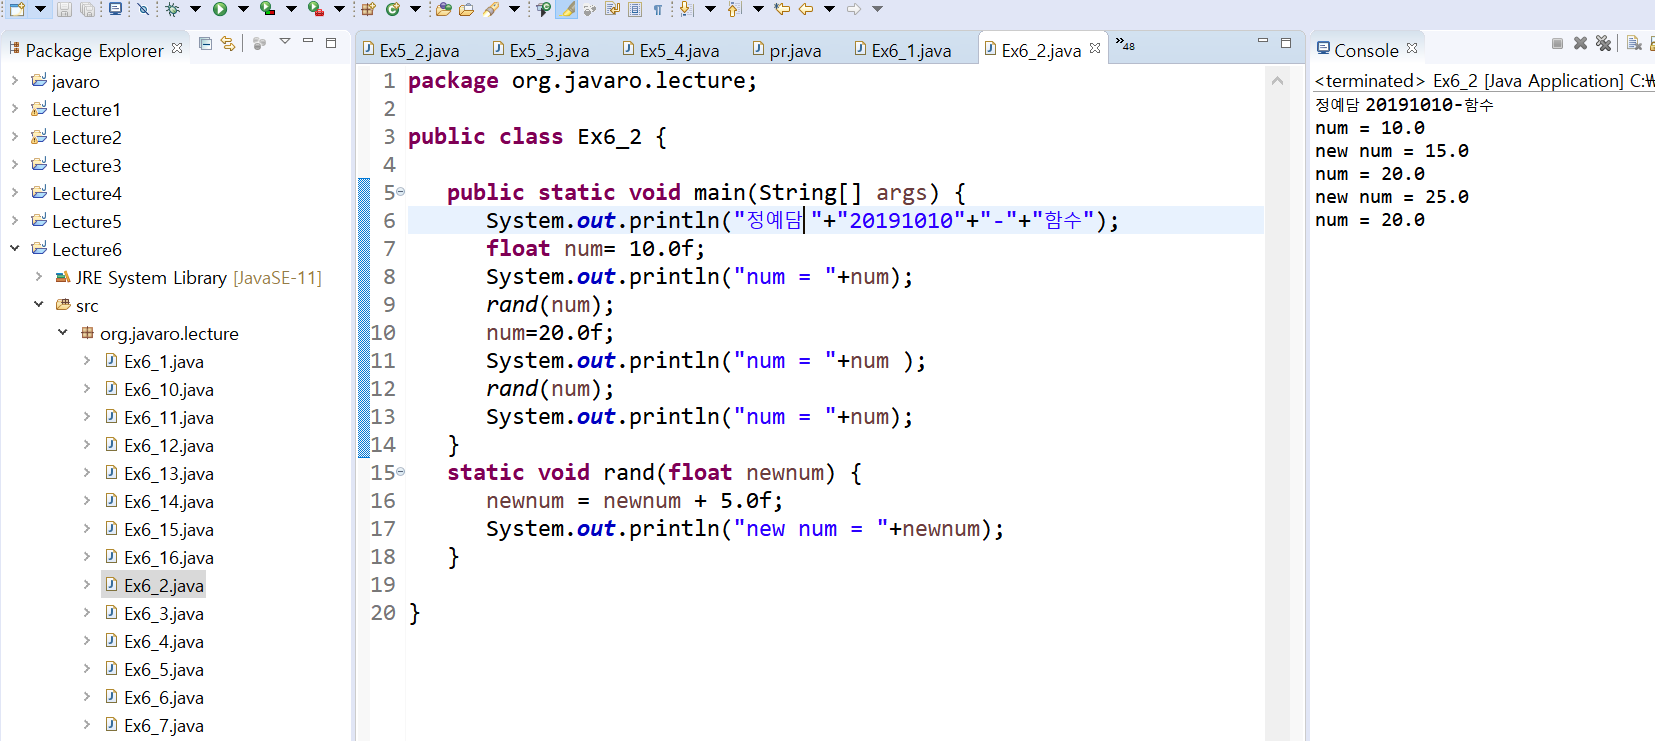 Package Explorer
javaro
Lecture1
Lecture2
Lecture3
Lecture4
Lecture5
Lecture6
JRE System Library [JavaSE-11]
src
org.javaro.lecture
Ex6_1.java
Ex6_10.java
Ex6_11.java
Ex6_12.java
Ex6_13.java
Ex6_14.java
Ex6_15.java
Ex6_16.java
Ex6_2.java
Ex6_3.java
Ex6_4.java
Ex6_5.java
Ex6_6.java
Ex6_7.java
Ex5_2.java Ex5_3.java Ex5_4.java pr.java Ex6_1.java Ex6_2.java »48
1 package org.javaro.lecture;
2
3 public class Ex6_2 {
4
5 public static void main(String[] args) {
6 System.out.println("정예담 "+"20191010"+"-"+"함수");
7 float num= 10.0f;
8 System.out.println("num = "+num);
9 rand(num);
10 num=20.0f;
11 System.out.println("num = "+num );
12 rand(num);
13 System.out.println("num = "+num);
14 }
15 static void rand(float newnum) {
16 newnum = newnum + 5.0f;
17 System.out.println("new num = "+newnum);
18 }
19
20 }
Console
<terminated> Ex6_2 [Java Application] C:₩
정예담 20191010-함수
num = 10.0
new num = 15.0
num = 20.0
new num = 25.0
num = 20.0